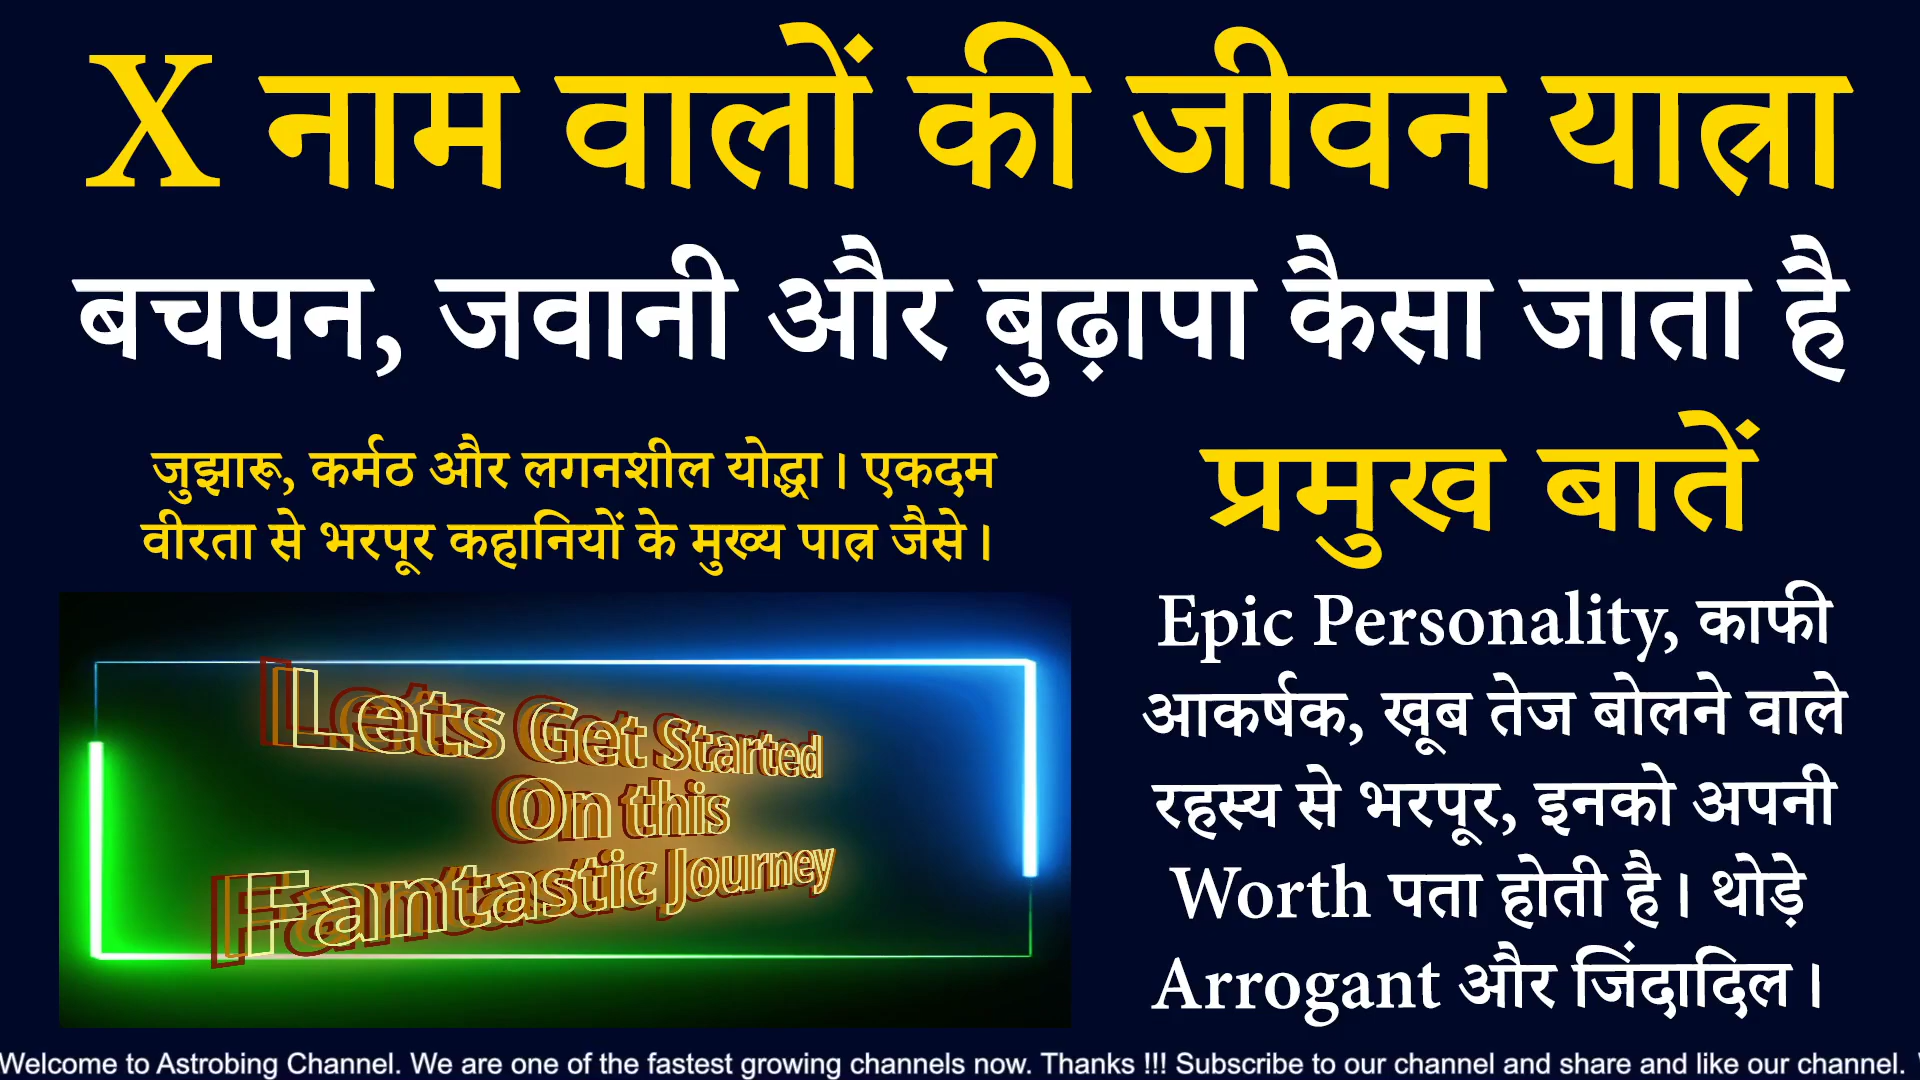 X नाम वालों की जीवन यात्रा
बचपन, जवानी और बुढ़ापा कैसा जाता है
जुझारू, कर्मठ और लगनशील योद्धा। एकदम
वीरता से भरपूर कहानियों के मुख्य पात्र जैसे।
Lets Get Started
On this
Fantastic Journey
प्रमुख बातें
Epic Personality, काफी
आकर्षक, खूब तेज बोलने वाले
रहस्य से भरपूर, इनको अपनी
Worth पता होती है। थोड़े
Arrogant और जिंदादिल।
Welcome to Astrobing Channel. We are one of the fastest growing channels now. Thanks !!! Subscribe to our channel and share and like our channel.